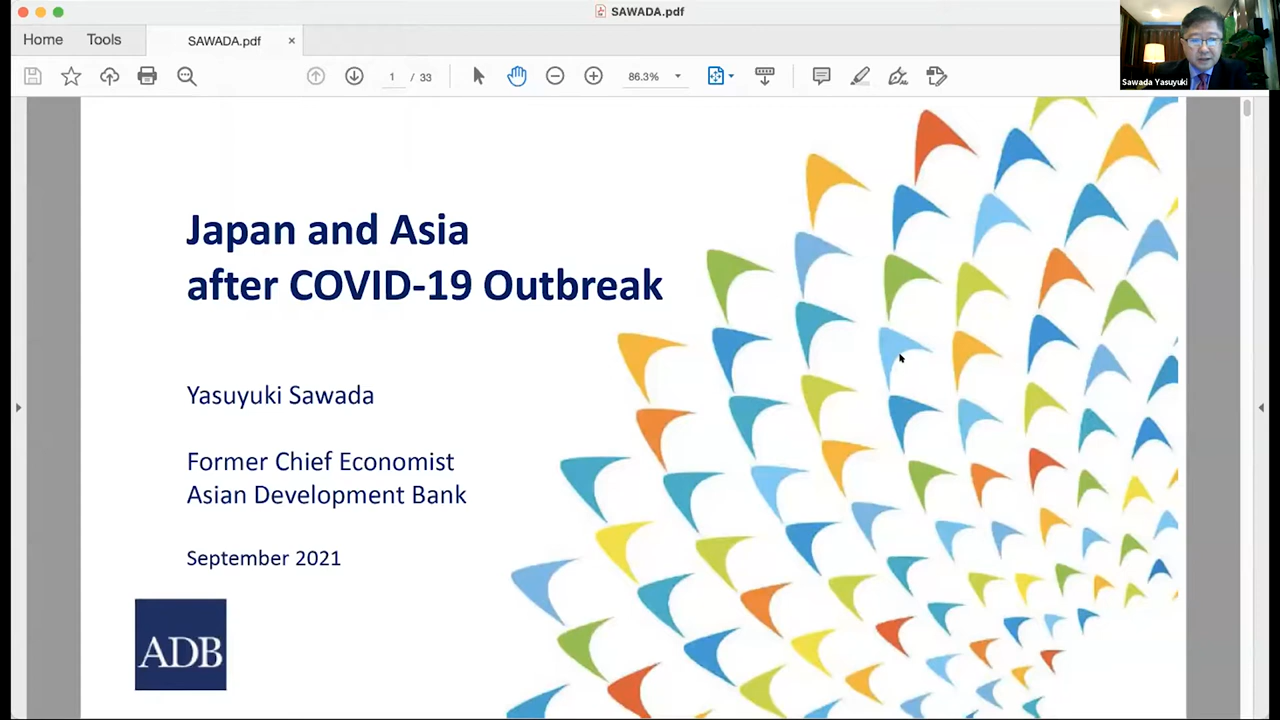 SAWADA.pdf
Home
Tools
SAWADA.pdf
1 / 33
86.3%
Sawada Yasuyuki
Japan and Asia
after COVID-19 Outbreak
Yasuyuki Sawada
Former Chief Economist
Asian Development Bank
September 2021
ADB